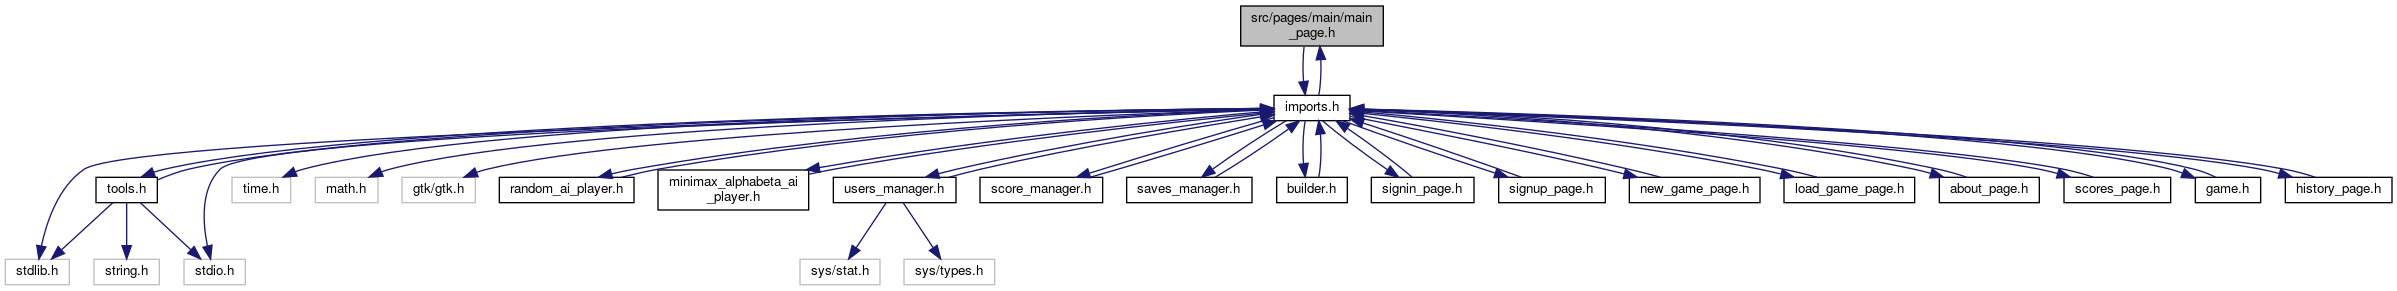 src/pages/main/main
_page.h
imports.h
tools.h
time.h
math.h
gtk/gtk.h
random_ai_player.h
minimax_alphabeta_ai
_player.h
users_manager.h
score_manager.h
saves_manager.h
builder.h
signin_page.h
signup_page.h
new_game_page.h
load_game_page.h
about_page.h
scores_page.h
game.h
history_page.h
stdlib.h
string.h
stdio.h
sys/stat.h
sys/types.h